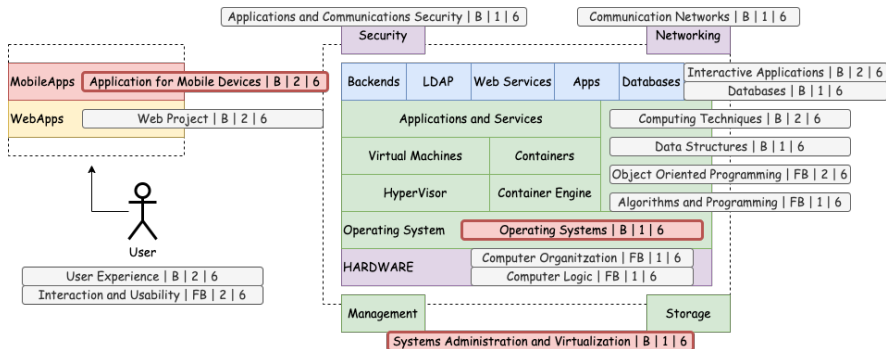 Applications and Communications Security | B | 1 | 6
Communication Networks | B | 1 | 6
Security
Networking
MobileApps
Application for Mobile Devices | B | 2 | 6
WebApps
Web Project | B | 2 | 6
Backends
LDAP
Web Services
Apps
Databases
Interactive Applications | B | 2 | 6
Databases | B | 1 | 6
Applications and Services
Computing Techniques | B | 2 | 6
Virtual Machines
Containers
Data Structures | B | 1 | 6
HyperVisor
Container Engine
Object Oriented Programming | FB | 2 | 6
Algorithms and Programming | FB | 1 | 6
Operating System
Operating Systems | B | 1 | 6
HARDWARE
Computer Organitzation | FB | 1 | 6
Computer Logic | FB | 1 | 6
User
User Experience | B | 2 | 6
Interaction and Usability | FB | 2 | 6
Management
Storage
Systems Administration and Virtualization | B | 1 | 6